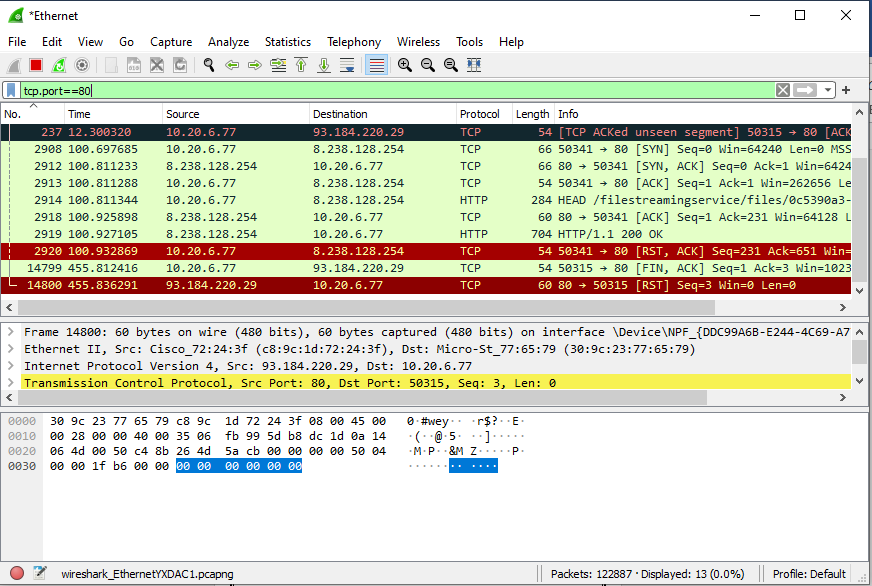 *Ethernet
File Edit View Go Capture Analyze Statistics Telephony Wireless Tools Help
tcp.port==80
No. Time Source Destination Protocol Length Info
237 12.300320 10.20.6.77 93.184.220.29 TCP 54 [TCP ACKed unseen segment] 50315 → 80 [ACK
2908 100.697685 10.20.6.77 8.238.128.254 TCP 66 50341 → 80 [SYN] Seq=0 Win=64240 Len=0 MSS
2912 100.811233 8.238.128.254 10.20.6.77 TCP 66 80 → 50341 [SYN, ACK] Seq=0 Ack=1 Win=6424
2913 100.811288 10.20.6.77 8.238.128.254 TCP 54 50341 → 80 [ACK] Seq=1 Ack=1 Win=262656 Le
2914 100.811344 10.20.6.77 8.238.128.254 HTTP 284 HEAD /filestreamingservice/files/0c5390a3-
2918 100.925898 8.238.128.254 10.20.6.77 TCP 60 80 → 50341 [ACK] Seq=1 Ack=231 Win=64128 L
2919 100.927105 8.238.128.254 10.20.6.77 HTTP 704 HTTP/1.1 200 OK
2920 100.932869 10.20.6.77 8.238.128.254 TCP 54 50341 → 80 [RST, ACK] Seq=231 Ack=651 Win=
14799 455.812416 10.20.6.77 93.184.220.29 TCP 54 50315 → 80 [FIN, ACK] Seq=1 Ack=3 Win=1023
14800 455.836291 93.184.220.29 10.20.6.77 TCP 60 80 → 50315 [RST] Seq=3 Win=0 Len=0
Frame 14800: 60 bytes on wire (480 bits), 60 bytes captured (480 bits) on interface \Device\NPF_{DDC99A6B-E244-4C69-A7
Ethernet II, Src: Cisco_72:24:3f (c8:9c:1d:72:24:3f), Dst: Micro-St_77:65:79 (30:9c:23:77:65:79)
Internet Protocol Version 4, Src: 93.184.220.29, Dst: 10.20.6.77
Transmission Control Protocol, Src Port: 80, Dst Port: 50315, Seq: 3, Len: 0
0000 30 9c 23 77 65 79 c8 9c 1d 72 24 3f 08 00 45 00 0·#wey·· ·r$?··E·
0010 00 28 00 00 40 00 35 06 fb 99 5d b8 dc 1d 0a 14 ·(··@·5· ··]·····
0020 06 4d 00 50 c4 8b 26 4d 5a cb 00 00 00 00 50 04 ·M·P··&M Z·····P·
0030 00 00 1f b6 00 00 00 00 00 00 00 00 ········ ····
wireshark_EthernetYXDAC1.pcapng Packets: 122887 · Displayed: 13 (0.0%) Profile: Default